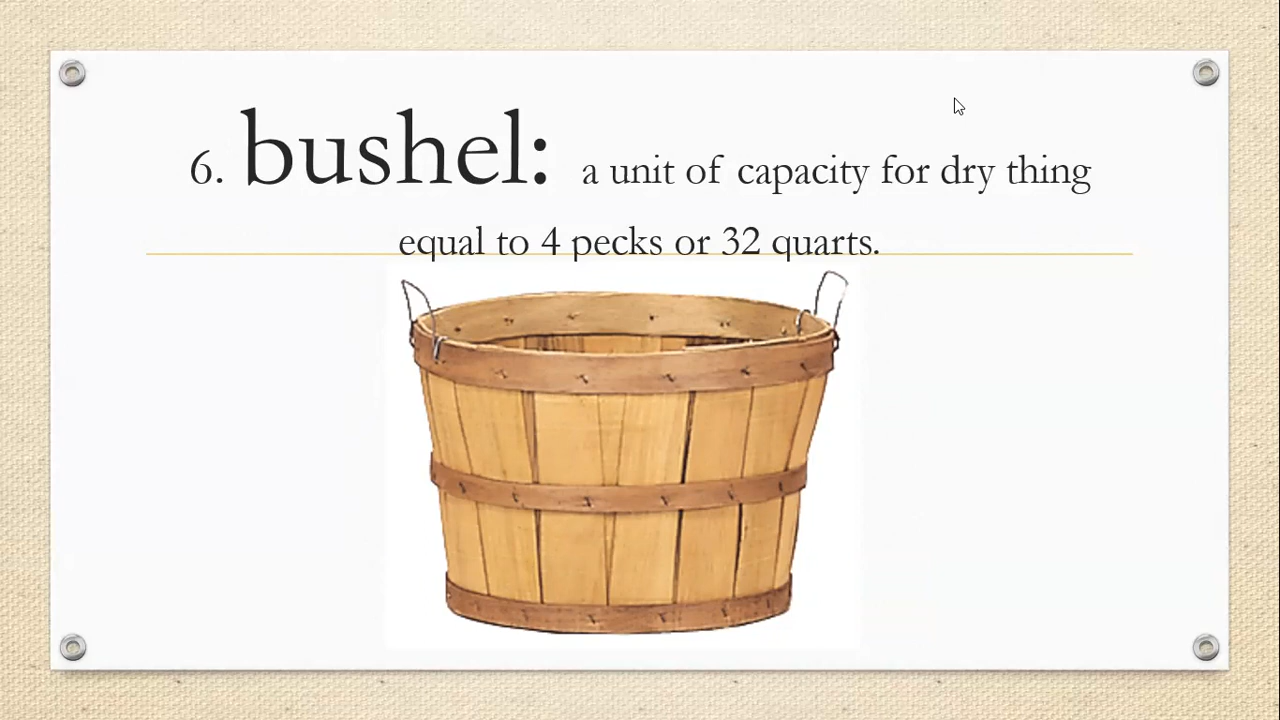 6. bushel: a unit of capacity for dry thing
equal to 4 pecks or 32 quarts.